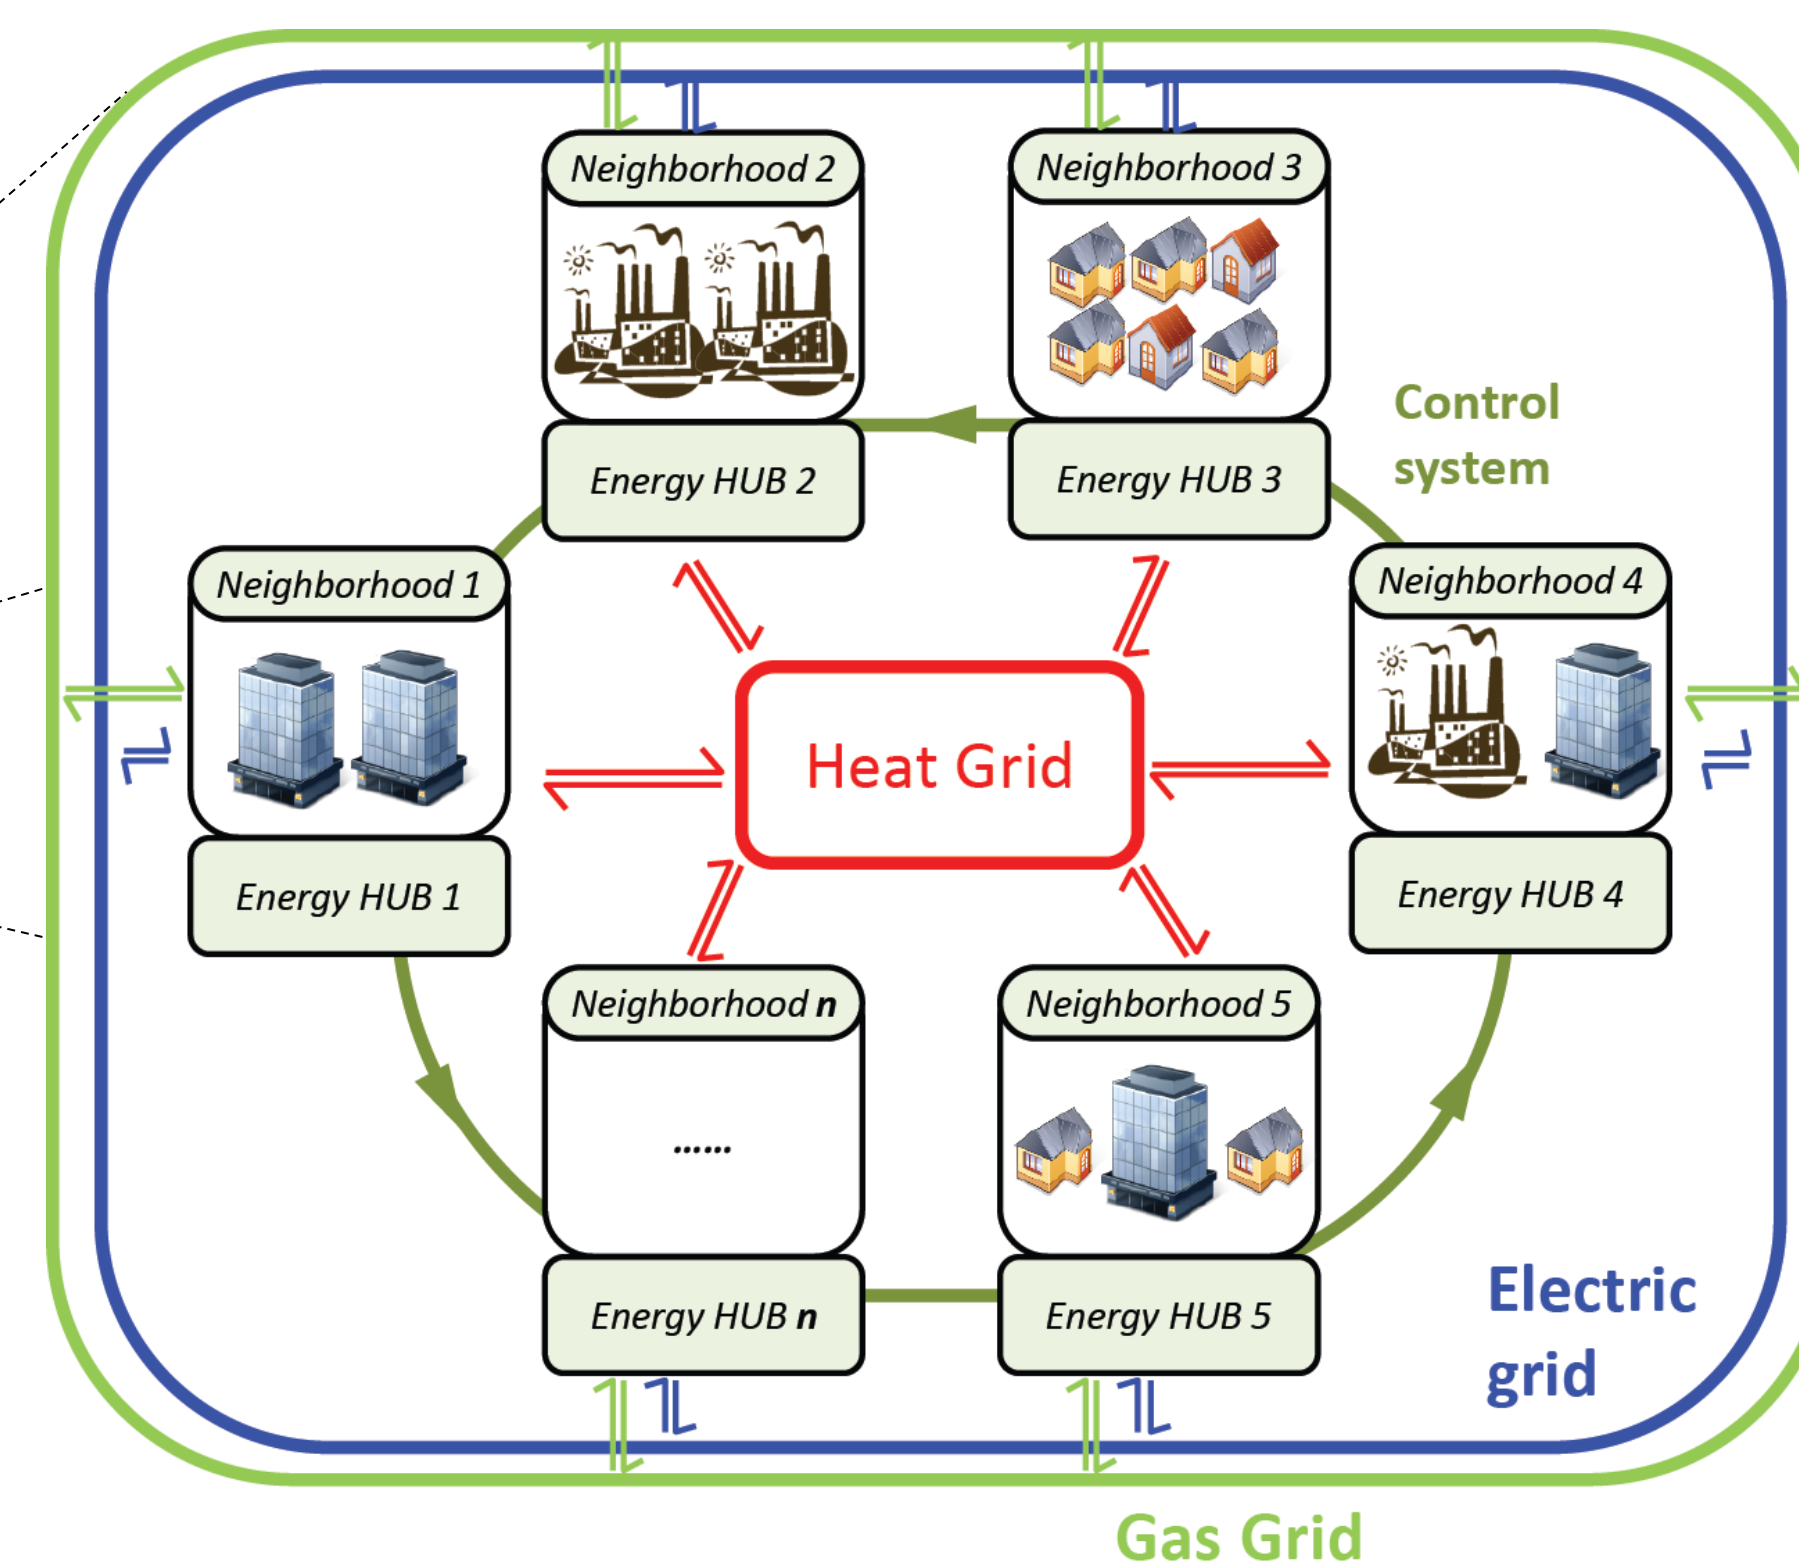 Neighborhood 2
Neighborhood 3
Energy HUB 2
Energy HUB 3
Control
system
Neighborhood 1
Neighborhood 4
Heat Grid
Energy HUB 1
Energy HUB 4
Neighborhood n
Neighborhood 5
......
Energy HUB n
Energy HUB 5
Electric
grid
Gas Grid